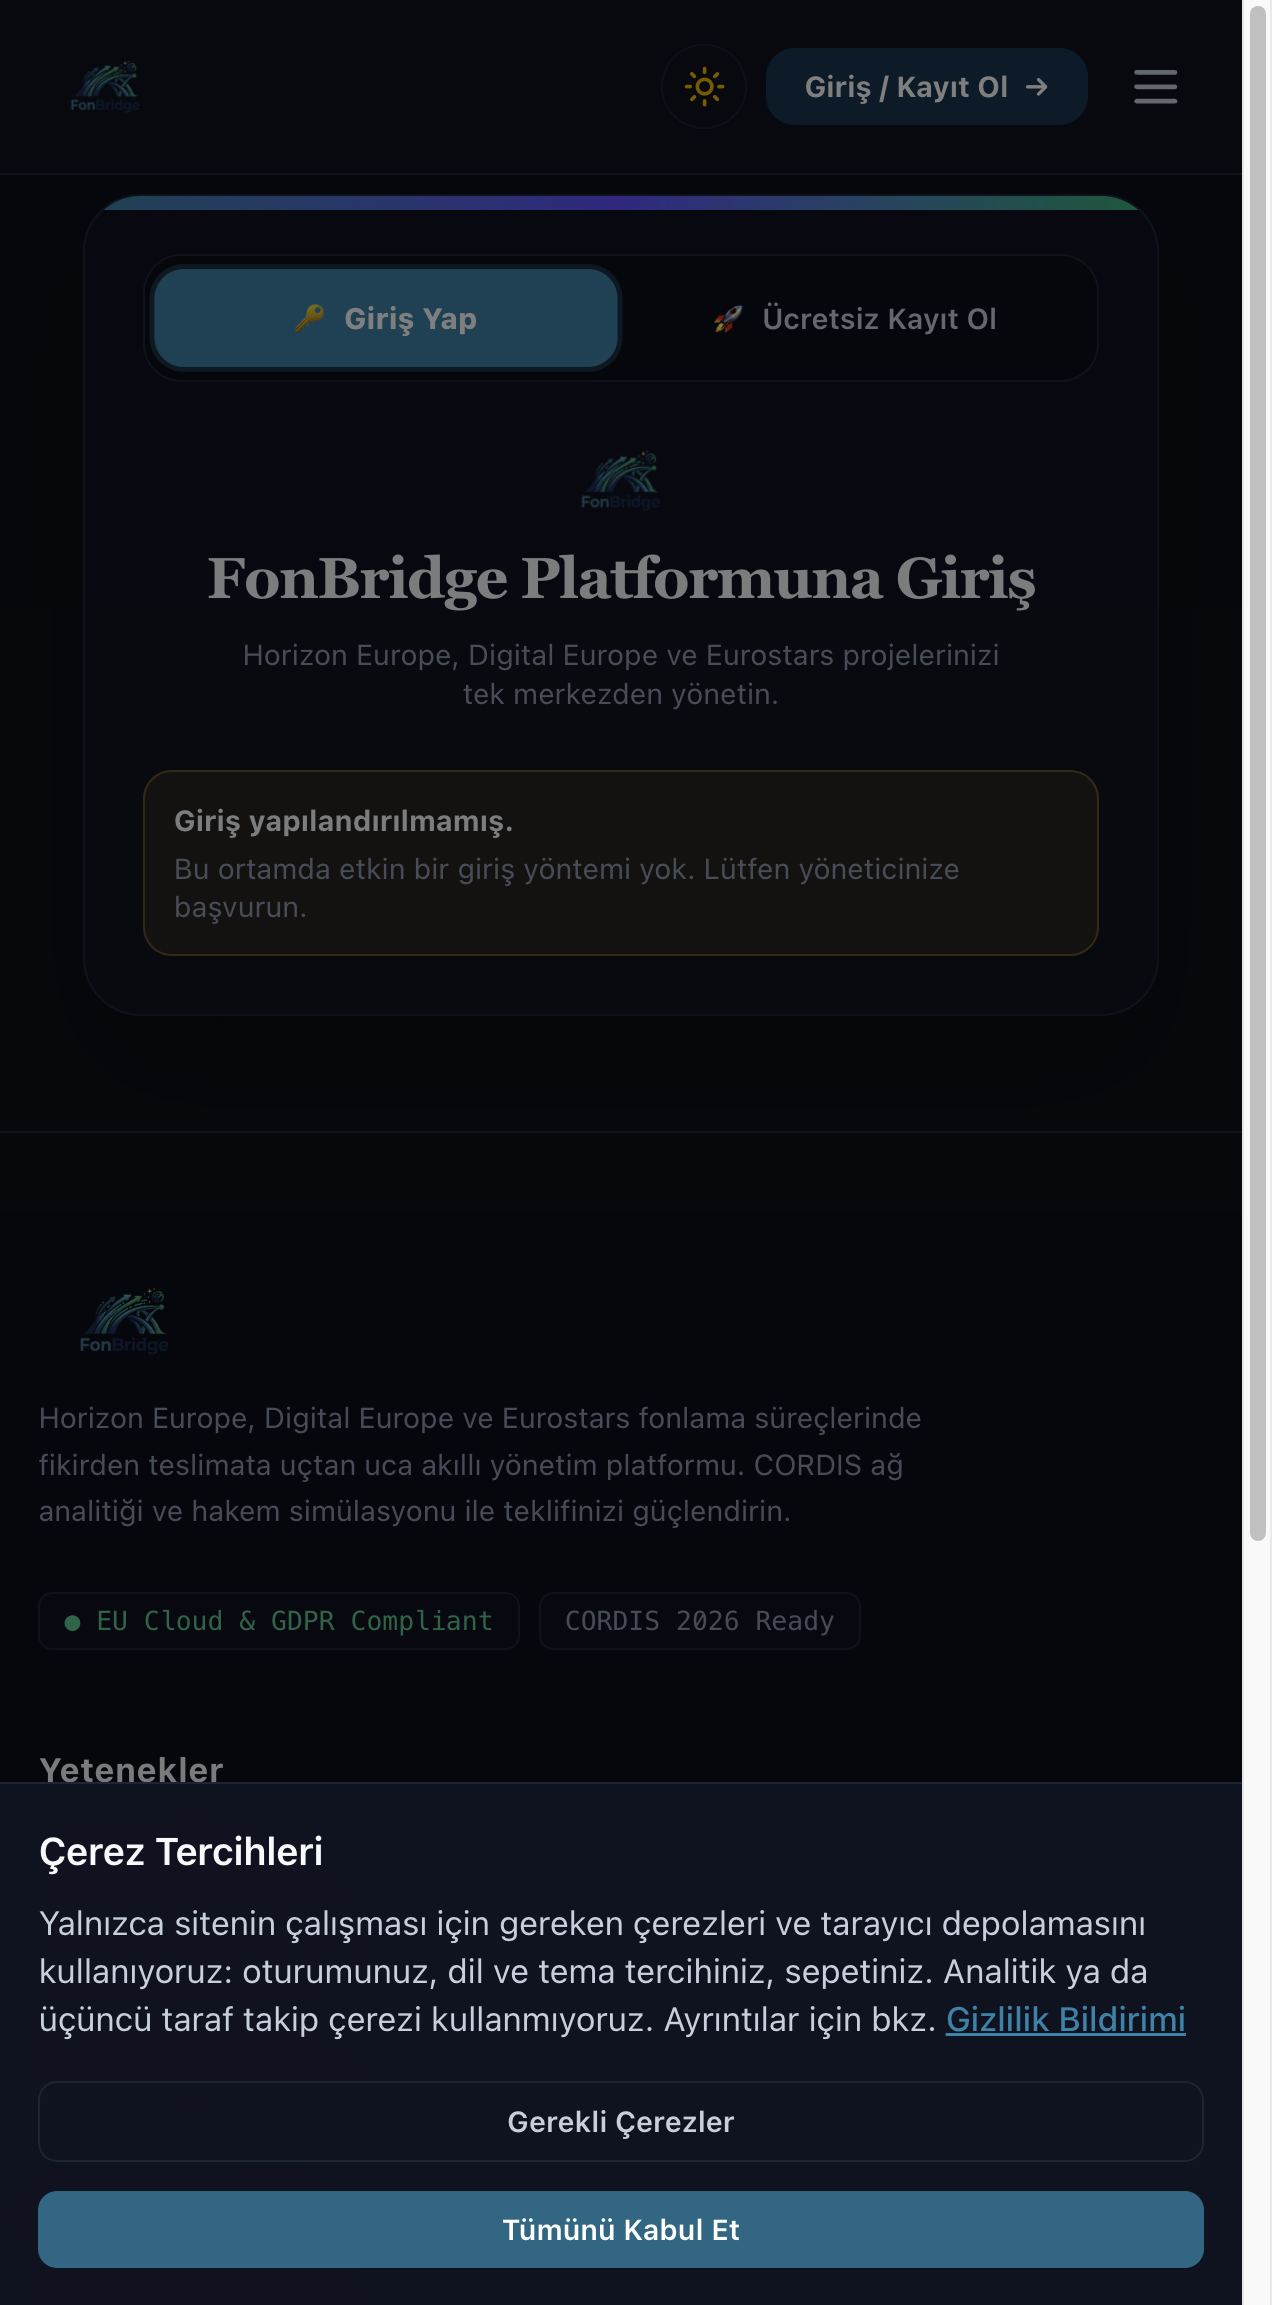 FonBridge
Giriş / Kayıt Ol →
🔑 Giriş Yap
🚀 Ücretsiz Kayıt Ol
FonBridge
FonBridge Platformuna Giriş
Horizon Europe, Digital Europe ve Eurostars projelerinizi
tek merkezden yönetin.
Giriş yapılandırılmamış.
Bu ortamda etkin bir giriş yöntemi yok. Lütfen yöneticinize
başvurun.
FonBridge
Horizon Europe, Digital Europe ve Eurostars fonlama süreçlerinde
fikirden teslimata uçtan uca akıllı yönetim platformu. CORDIS ağ
analitiği ve hakem simülasyonu ile teklifinizi güçlendirin.
● EU Cloud & GDPR Compliant
CORDIS 2026 Ready
Yetenekler
Çerez Tercihleri
Yalnızca sitenin çalışması için gereken çerezleri ve tarayıcı depolamasını
kullanıyoruz: oturumunuz, dil ve tema tercihiniz, sepetiniz. Analitik ya da
üçüncü taraf takip çerezi kullanmıyoruz. Ayrıntılar için bkz. Gizlilik Bildirimi
Gerekli Çerezler
Tümünü Kabul Et